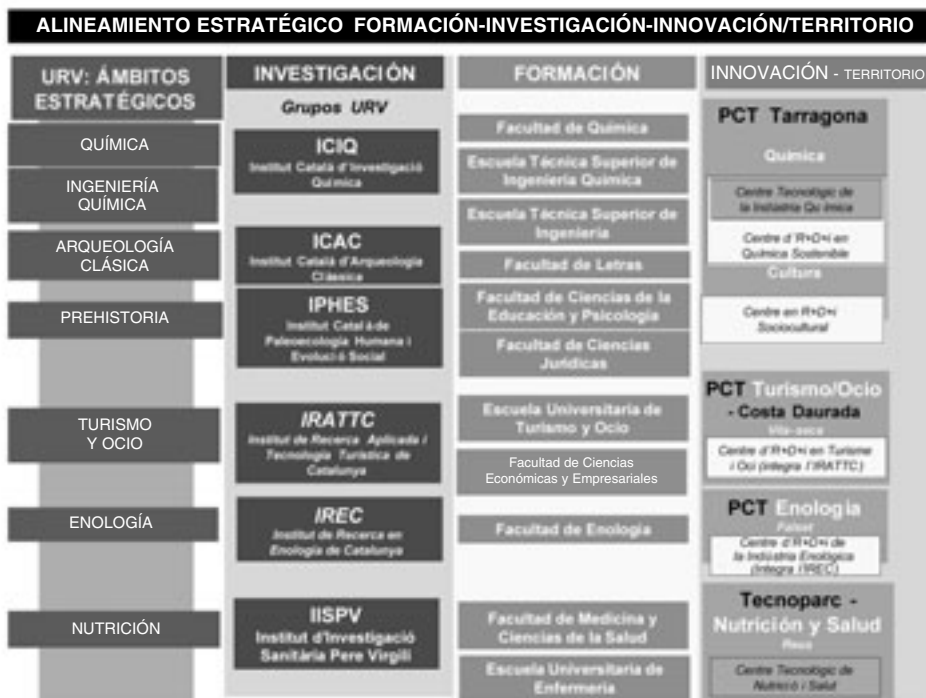 ALINEAMIENTO ESTRATÉGICO FORMACIÓN-INVESTIGACIÓN-INNOVACIÓN/TERRITORIO
URV: ÁMBITOS
ESTRATÉGICOS
QUÍMICA
INGENIERÍA
QUÍMICA
ARQUEOLOGÍA
CLÁSICA
PREHISTORIA
TURISMO
Y OCIO
ENOLOGÍA
NUTRICIÓN
INVESTIGACIÓN
Grupos URV
ICIQ
Institut Català d'Investigació
Química
ICAC
Institut Català d'Arqueologia
Clàssica
IPHES
Institut Català de
Paleoecologia Humana i
Evolució Social
IRATTC
Institut de Recerca Aplicada i
Tecnologia Turística de
Catalunya
IREC
Institut de Recerca en
Enologia de Catalunya
IISPV
Institut d'Investigació
Sanitària Pere Virgili
FORMACIÓN
Facultad de Química
Escuela Técnica Superior de
Ingeniería Química
Escuela Técnica Superior de
Ingeniería
Facultad de Letras
Facultad de Ciencias de la
Educación y Psicología
Facultad de Ciencias
Jurídicas
Escuela Universitaria de
Turismo y Ocio
Facultad de Ciencias
Económicas y Empresariales
Facultad de Enología
Facultad de Medicina y
Ciencias de la Salud
Escuela Universitaria de
Enfermería
INNOVACIÓN - TERRITORIO
PCT Tarragona
Química
Centre Tecnològic de
la Indústria Química
Centre d'R+D+i en
Química Sostenible
Cultura
Centre en R+D+i
Sociocultural
PCT Turismo/Ocio
- Costa Daurada
Vila-seca
Centre d'R+D+i en Turisme
i Oci (integra l'IRATTC)
PCT Enología
Falset
Centre d'R+D+i de
la Indústria Enològica
(integra l'IREC)
Tecnoparc -
Nutrición y Salud
Reus
Centre Tecnològic de
Nutrició i Salut